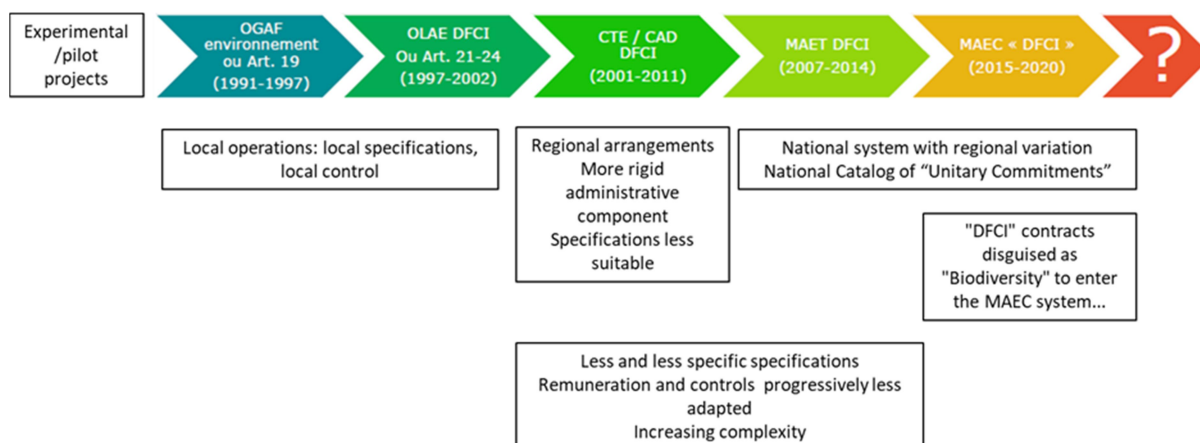 Experimental
/pilot
projects
OGAF
environnement
ou Art. 19
(1991-1997)
OLAE DFCI
Ou Art. 21-24
(1997-2002)
CTE / CAD
DFCI
(2001-2011)
MAET DFCI
(2007-2014)
MAEC « DFCI »
(2015-2020)
?
Local operations: local specifications,
local control
Regional arrangements
More rigid
administrative
component
Specifications less
suitable
National system with regional variation
National Catalog of “Unitary Commitments”
"DFCI" contracts
disguised as
"Biodiversity" to enter
the MAEC system...
Less and less specific specifications
Remuneration and controls progressively less
adapted
Increasing complexity